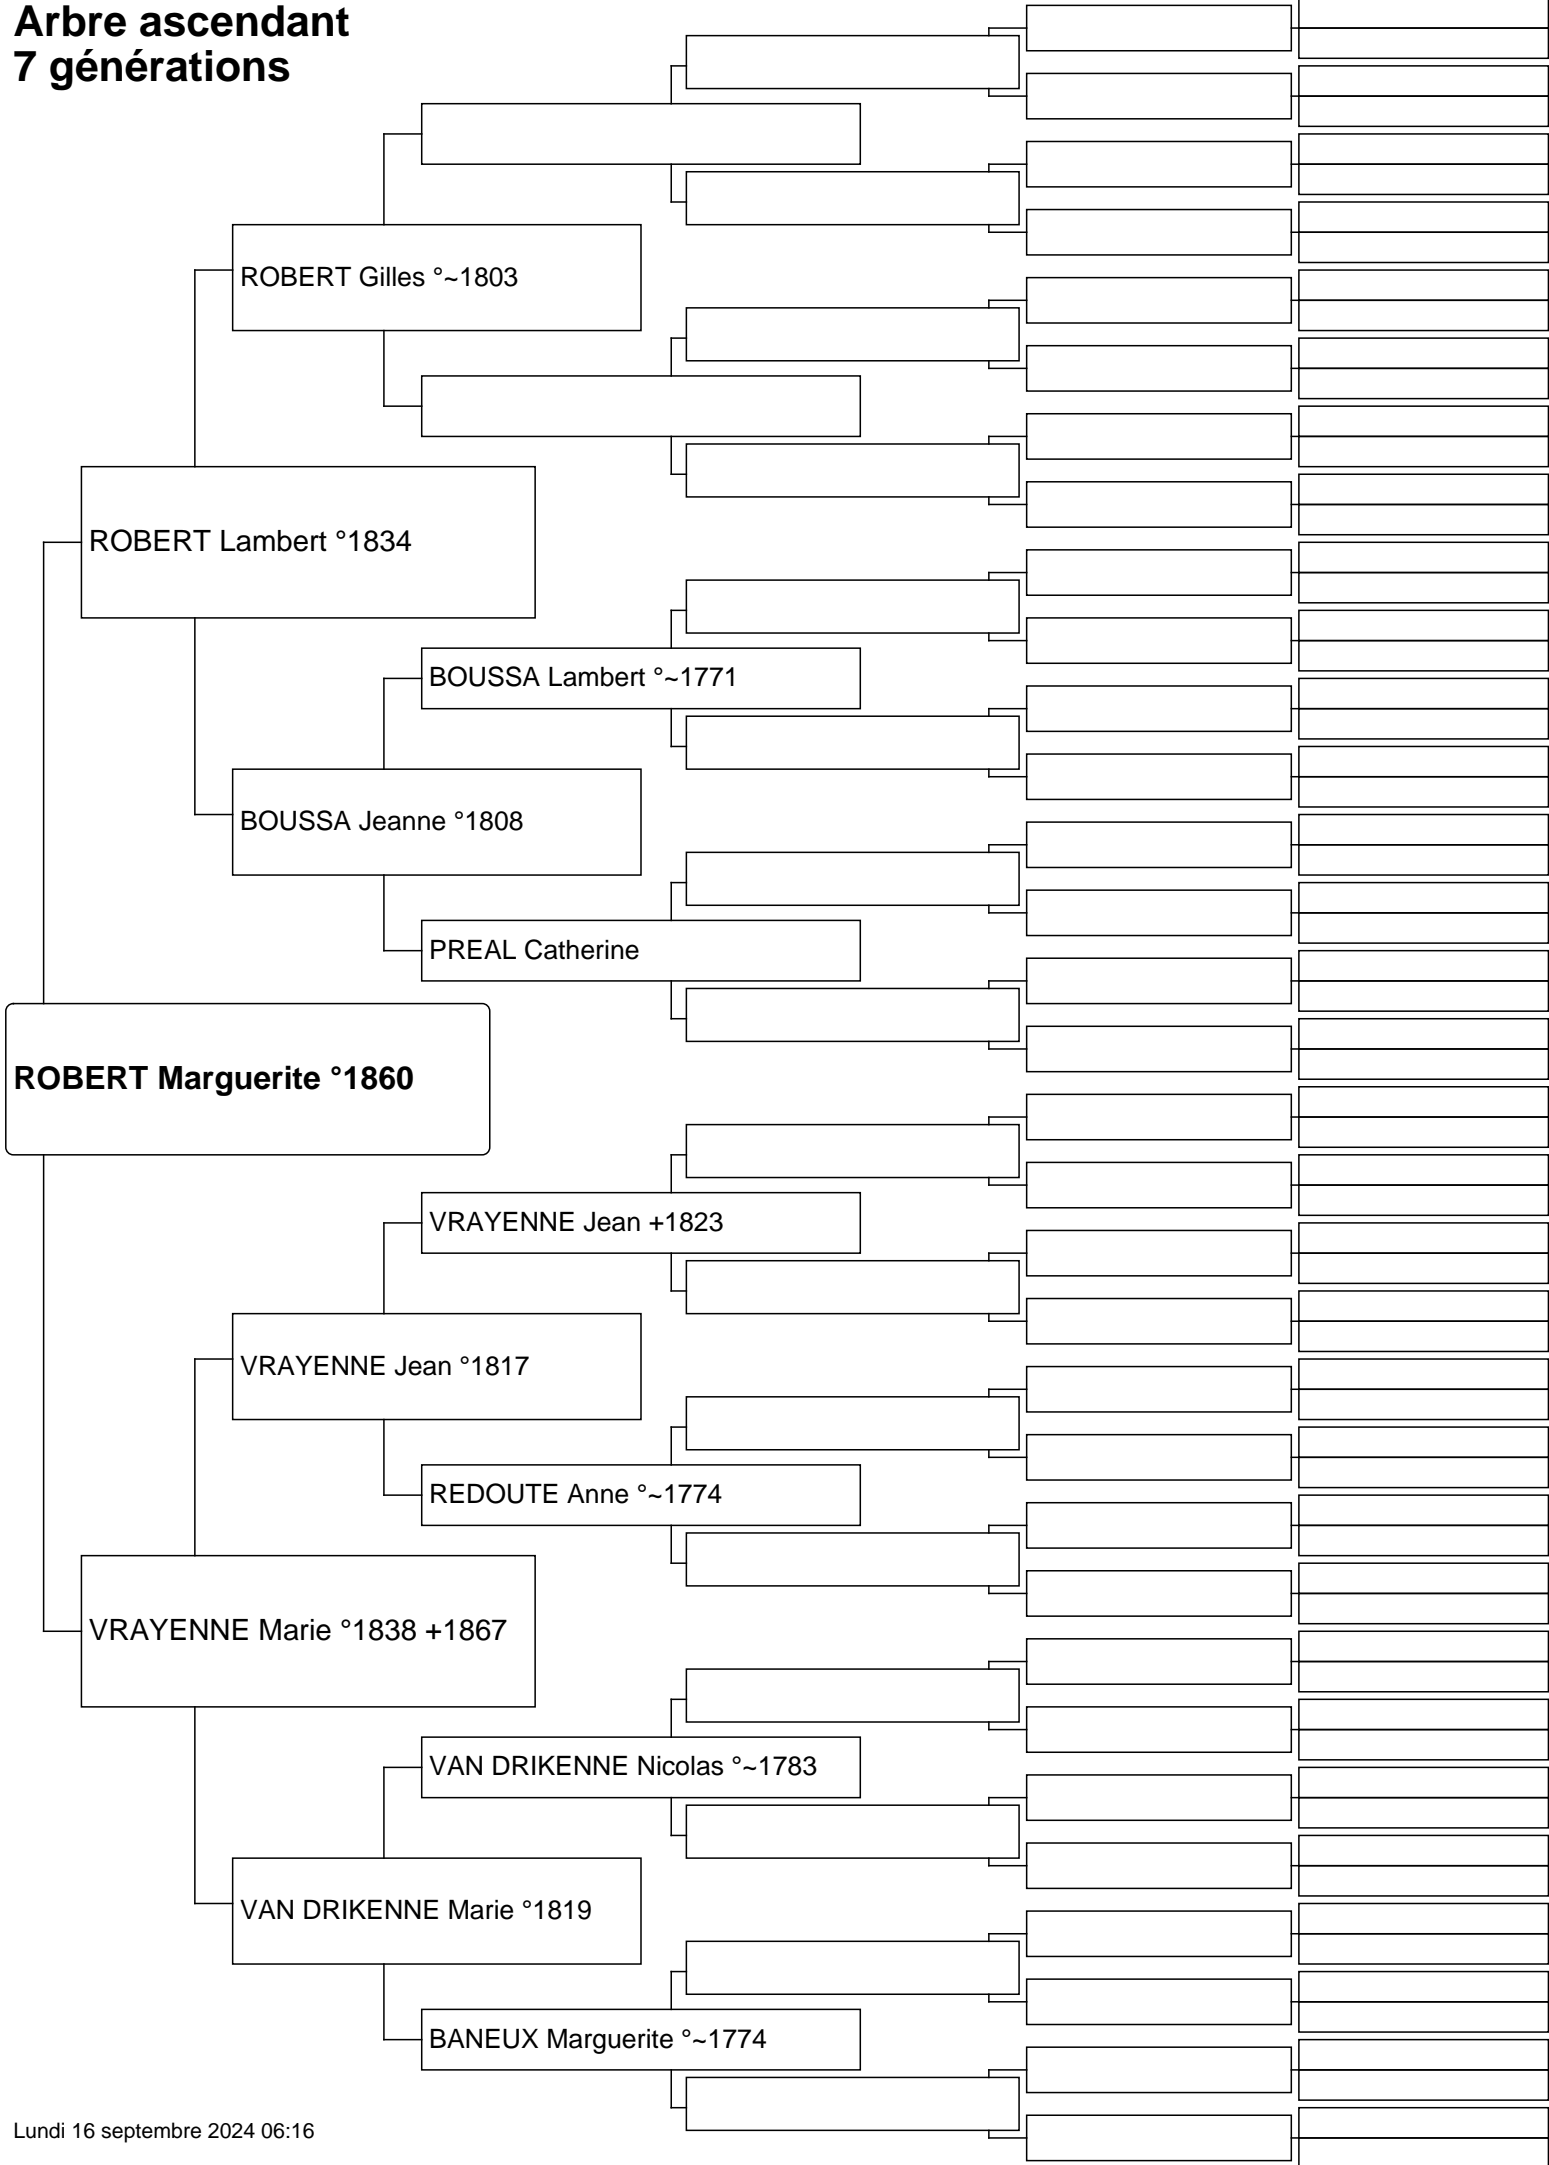 Arbre ascendant
7 générations
ROBERT Gilles °~1803
ROBERT Lambert °1834
BOUSSA Lambert °~1771
BOUSSA Jeanne °1808
PREAL Catherine
ROBERT Marguerite °1860
VRAYENNE Jean +1823
VRAYENNE Jean °1817
REDOUTE Anne °~1774
VRAYENNE Marie °1838 +1867
VAN DRIKENNE Nicolas °~1783
VAN DRIKENNE Marie °1819
BANEUX Marguerite °~1774
Lundi 16 septembre 2024 06:16